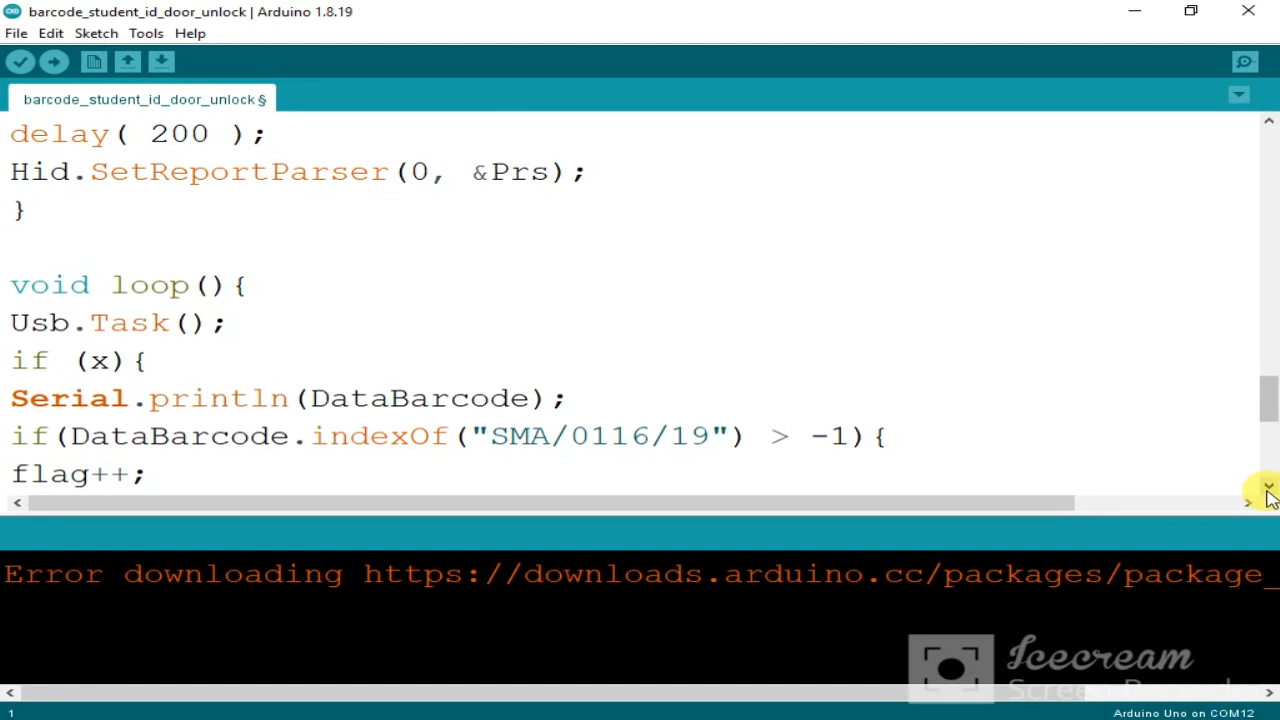 barcode_student_id_door_unlock | Arduino 1.8.19
File Edit Sketch Tools Help
barcode_student_id_door_unlock §
delay( 200 );
Hid.SetReportParser(0, &Prs);
}
void loop(){
Usb.Task();
if (x){
Serial.println(DataBarcode);
if(DataBarcode.indexOf("SMA/0116/19") > -1){
flag++;
Error downloading https://downloads.arduino.cc/packages/package_
Icecream
Screen Recorder
1
Arduino Uno on COM12